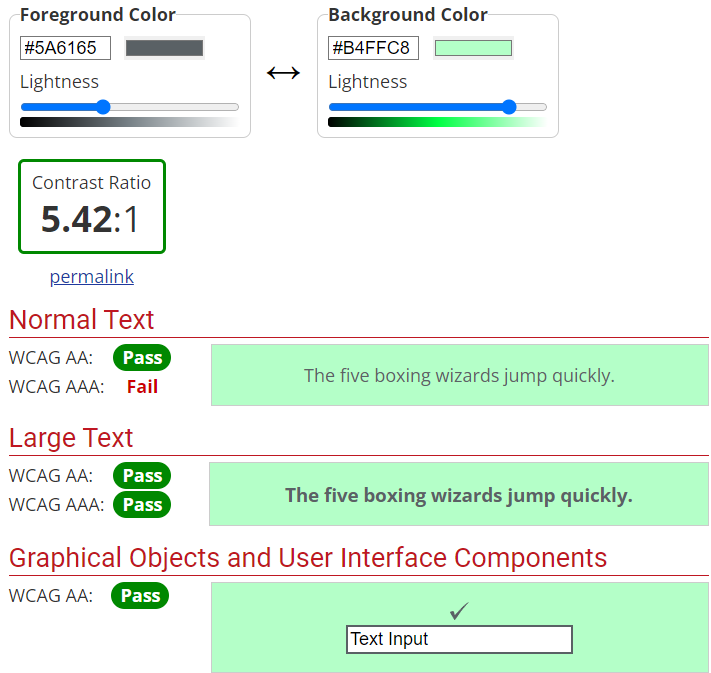 Foreground Color
#5A6165
Lightness
↔
Background Color
#B4FFC8
Lightness
Contrast Ratio
5.42:1
permalink
Normal Text
WCAG AA: Pass
WCAG AAA: Fail
The five boxing wizards jump quickly.
Large Text
WCAG AA: Pass
WCAG AAA: Pass
The five boxing wizards jump quickly.
Graphical Objects and User Interface Components
WCAG AA: Pass
✓
Text Input